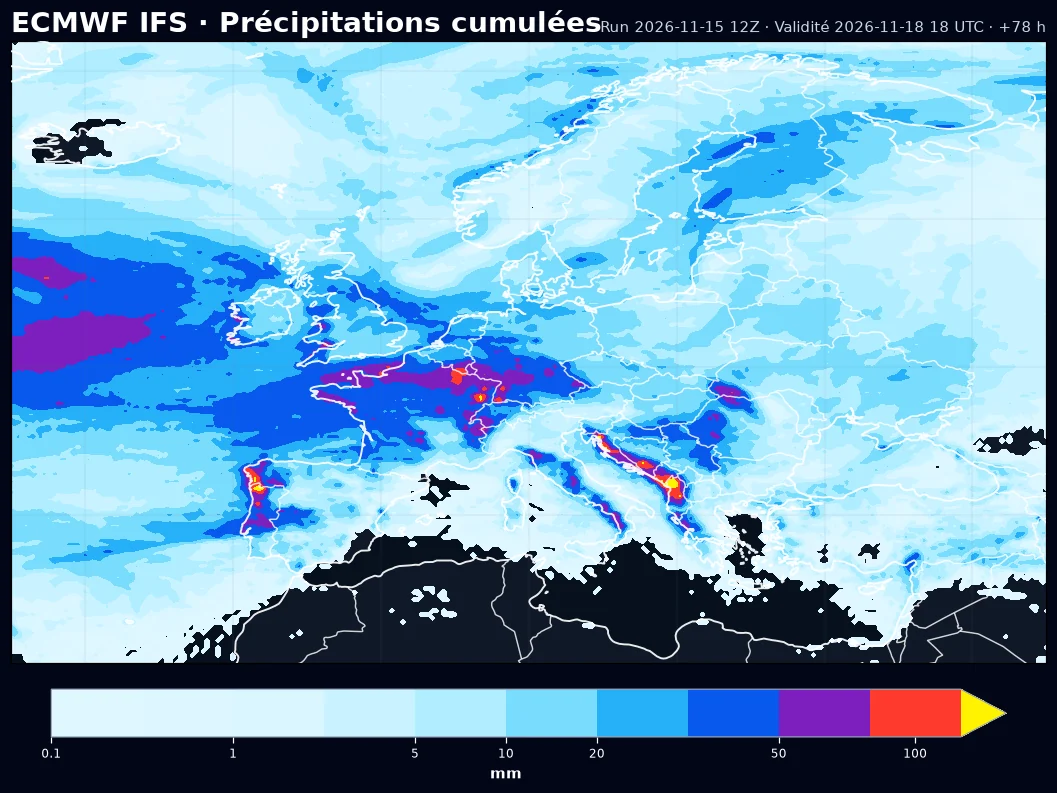 ECMWF IFS · Précipitations cumulées
Run 2026-11-15 12Z · Validité 2026-11-18 18 UTC · +78 h
0.1 1 5 10 20 50 100
mm